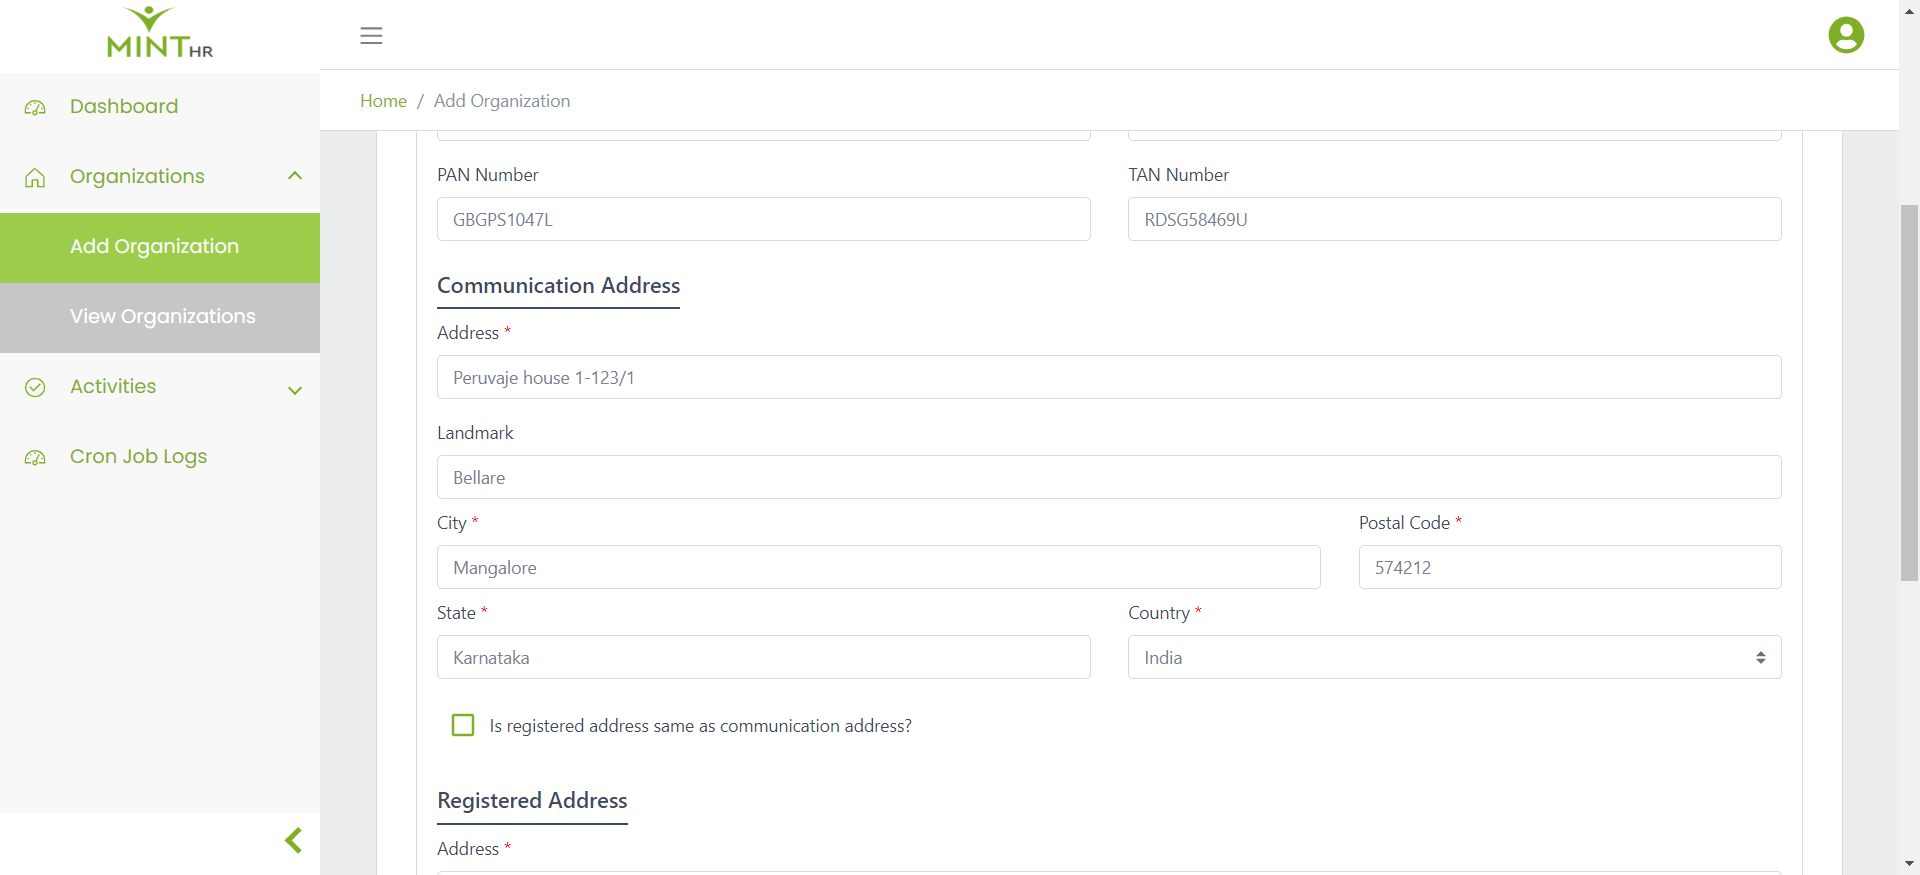 MINT HR
Dashboard
Organizations
Add Organization
View Organizations
Activities
Cron Job Logs
Home / Add Organization
PAN Number
TAN Number
GBGPS1047L
RDSG58469U
Communication Address
Address *
Peruvaje house 1-123/1
Landmark
Bellare
City *
Postal Code *
Mangalore
574212
State *
Country *
Karnataka
India
Is registered address same as communication address?
Registered Address
Address *